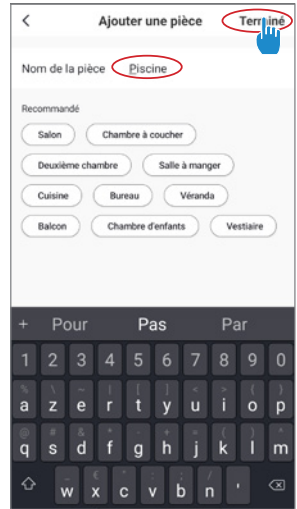 < Ajouter une pièce Terminé
Nom de la pièce Piscine
Recommandé
Salon Chambre à coucher
Deuxième chambre Salle à manger
Cuisine Bureau Véranda
Balcon Chambre d'enfants Vestiaire
+ Pour Pas Par
1 2 3 4 5 6 7 8 9 0
a z e r t y u i o p
q s d f g h j k l m
w x c v b n '